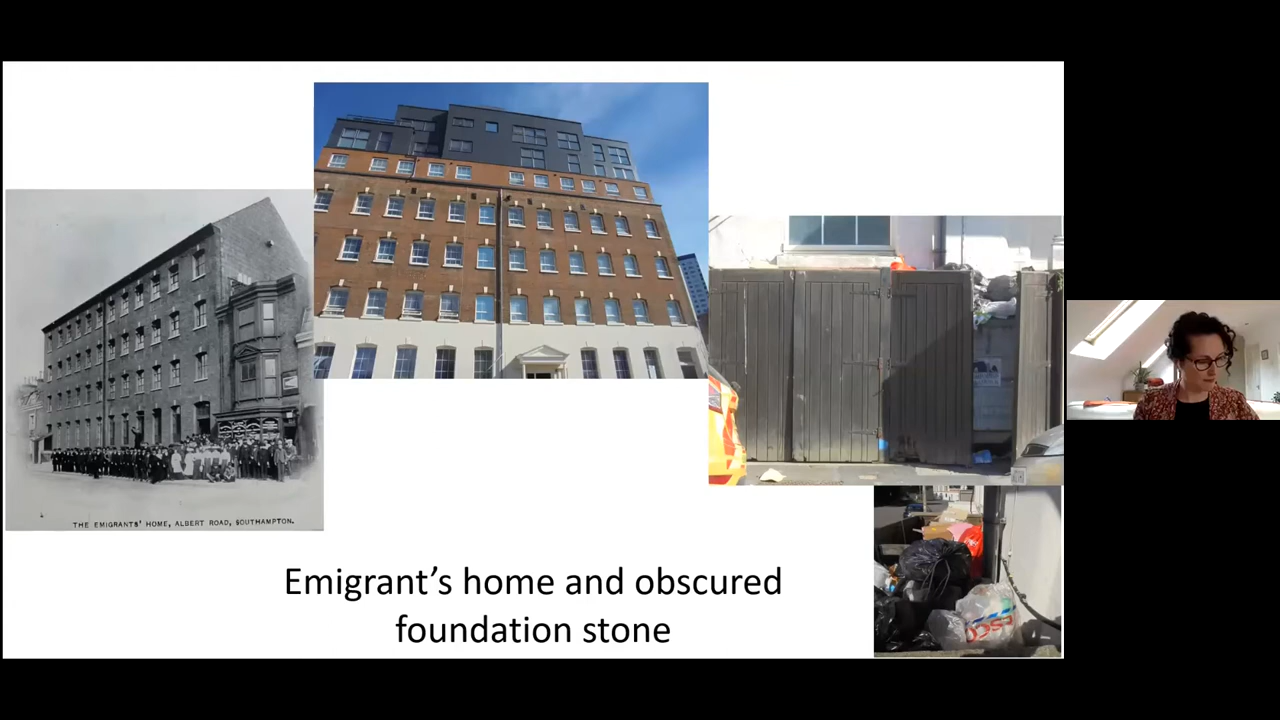 THE EMIGRANTS' HOME, ALBERT ROAD, SOUTHAMPTON.
Emigrant's home and obscured
foundation stone